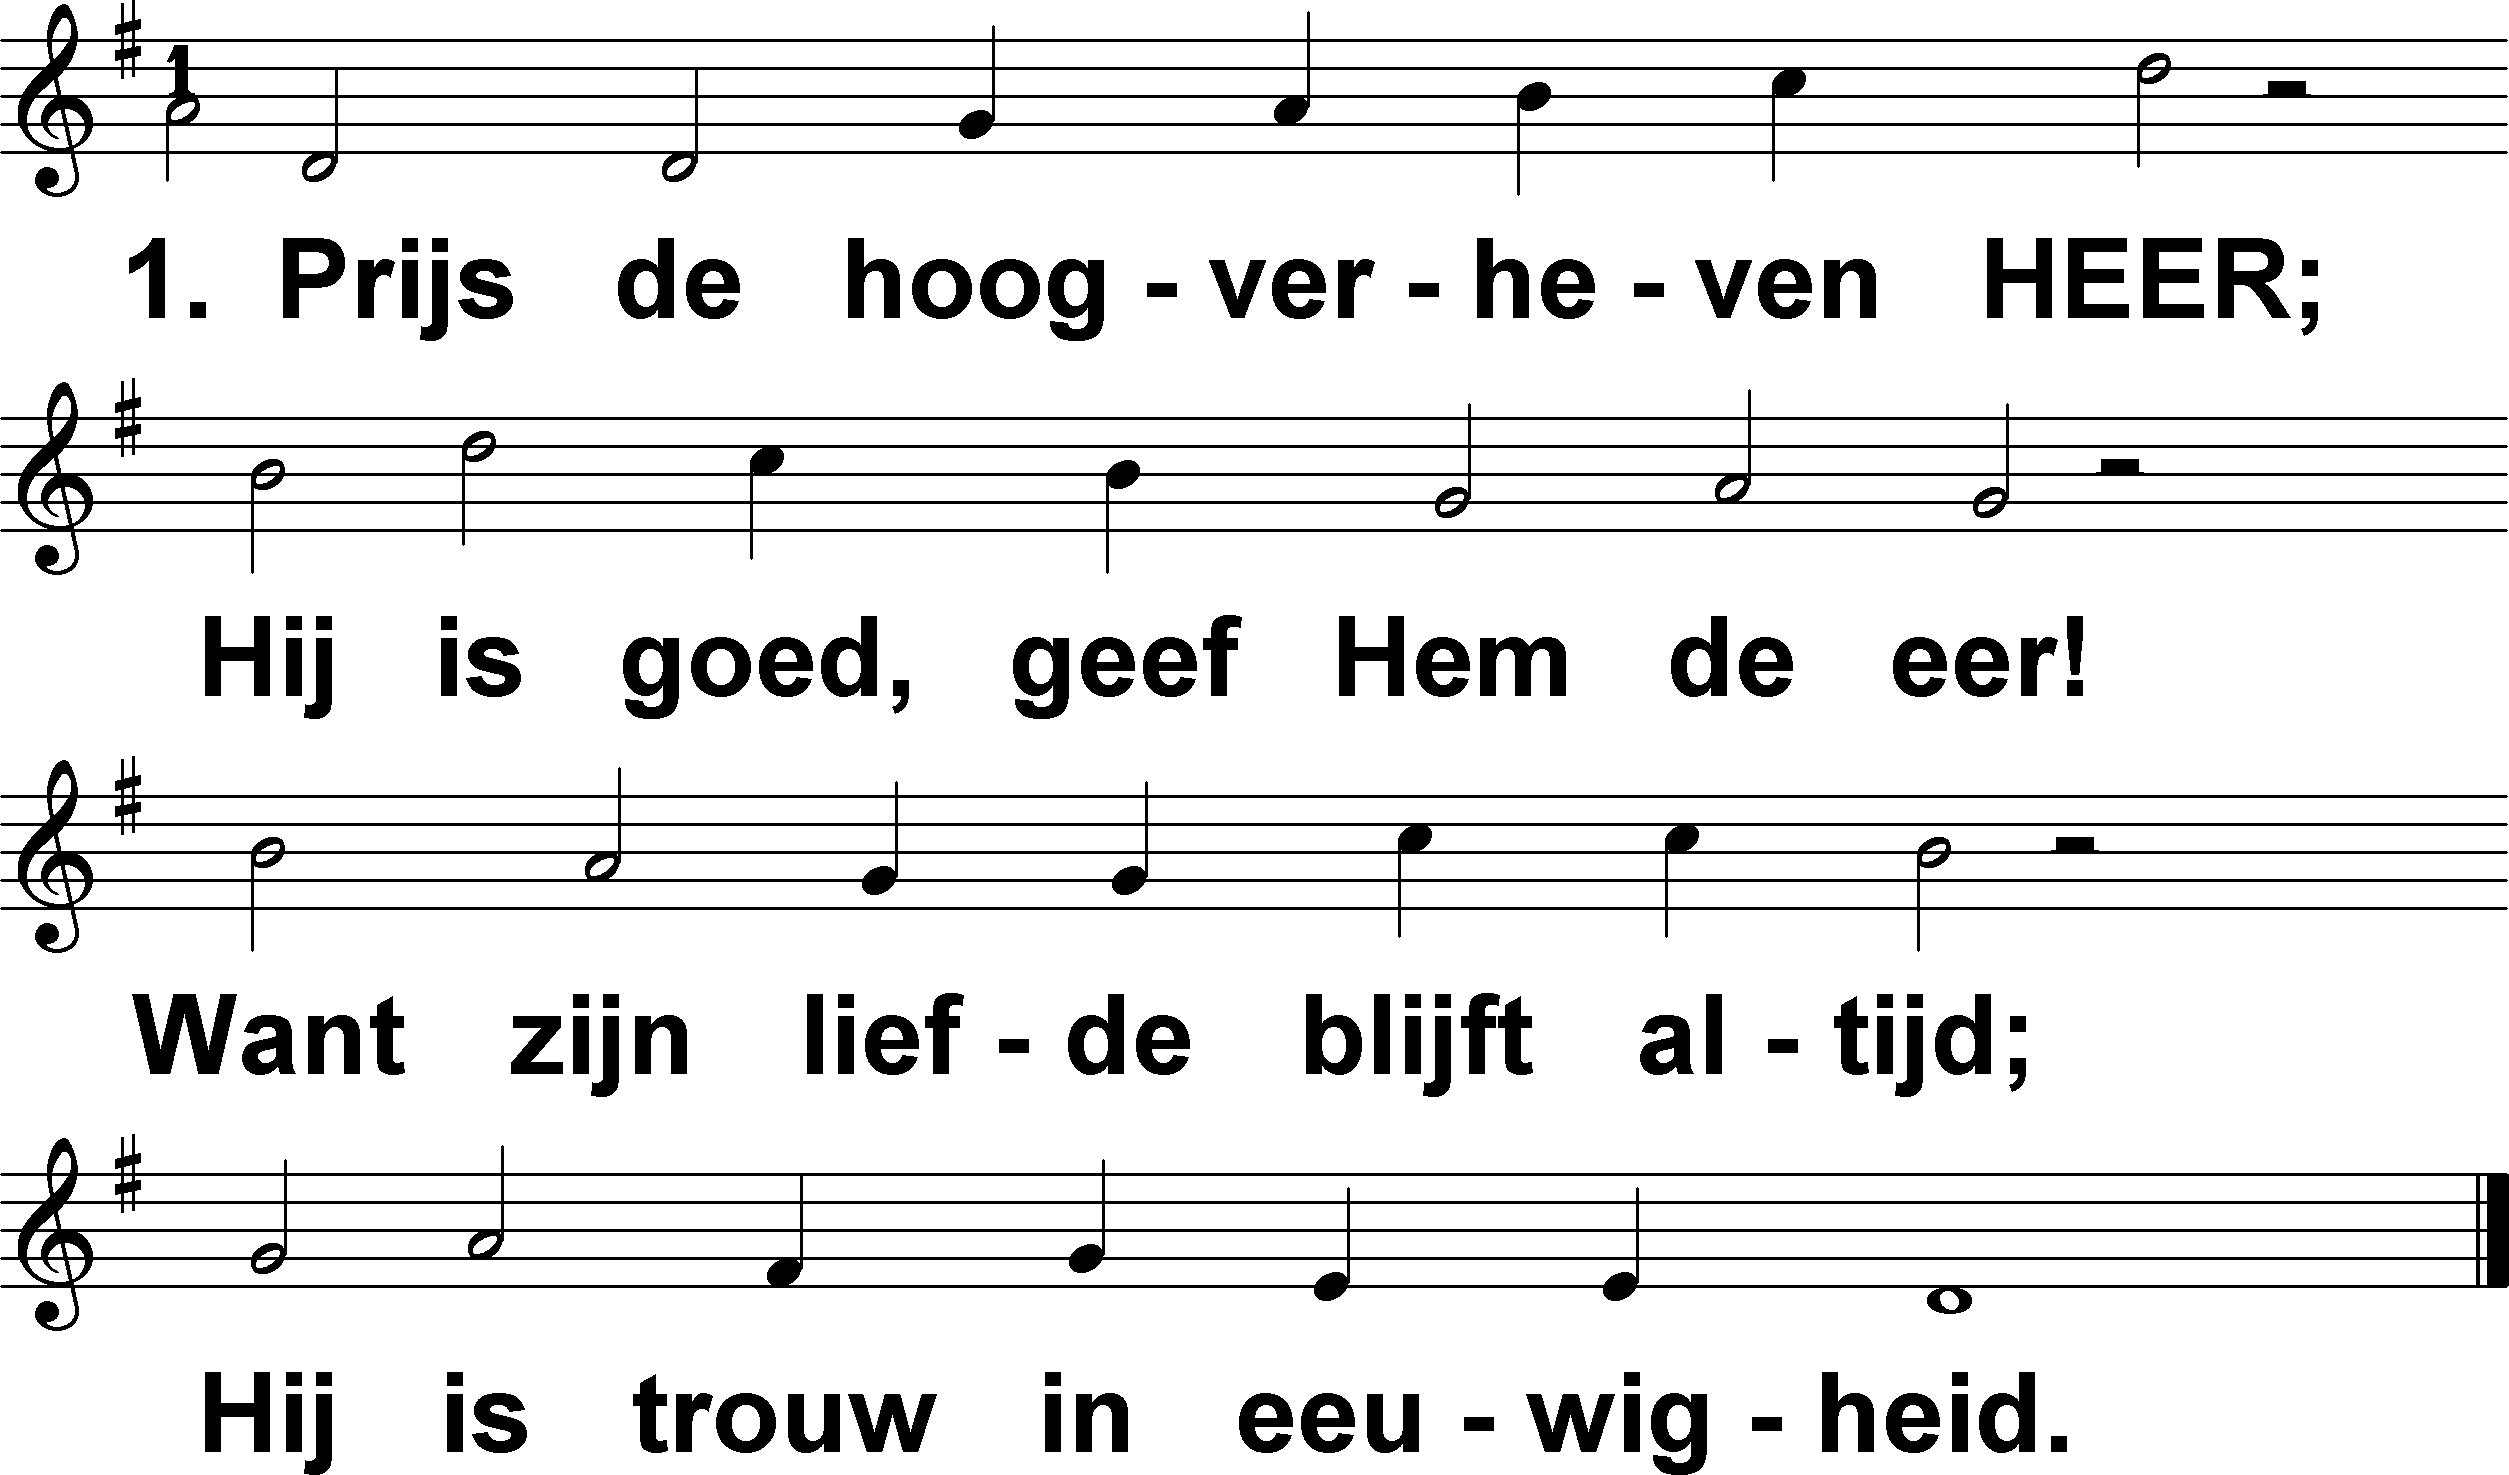 1
1. Prijs de hoog - ver - he - ven HEER;
Hij is goed, geef Hem de eer!
Want zijn lief - de blijft al - tijd;
Hij is trouw in eeu - wig - heid.